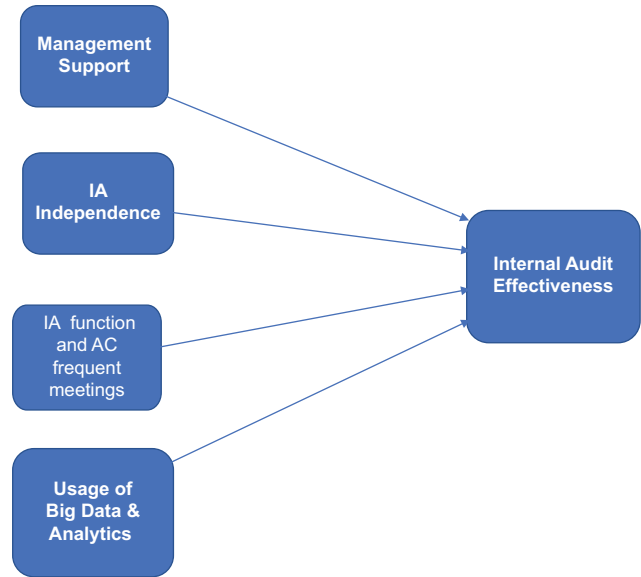 Management
Support
IA
Independence
Internal Audit
Effectiveness
IA function
and AC
frequent
meetings
Usage of
Big Data &
Analytics